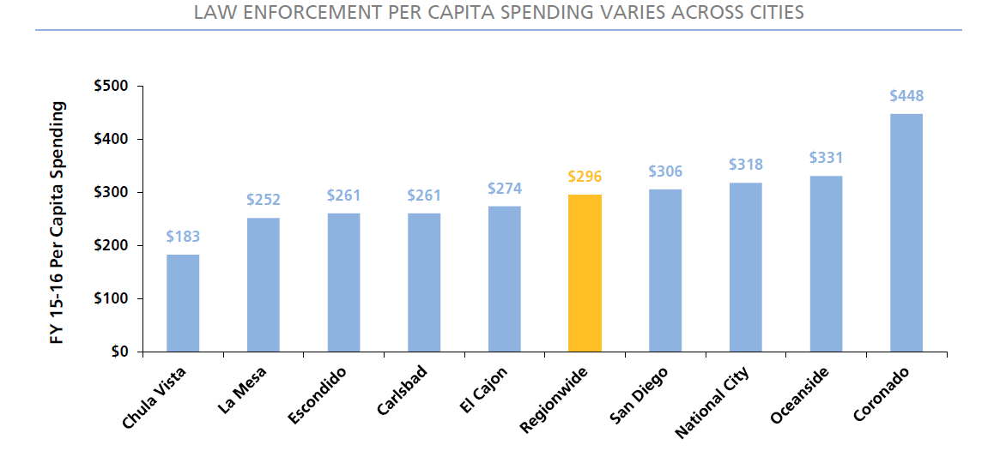 LAW ENFORCEMENT PER CAPITA SPENDING VARIES ACROSS CITIES
FY 15-16 Per Capita Spending
$500
$400
$300
$200
$100
$0
$183
$252
$261
$261
$274
$296
$306
$318
$331
$448
Chula Vista
La Mesa
Escondido
Carlsbad
El Cajon
Regionwide
San Diego
National City
Oceanside
Coronado